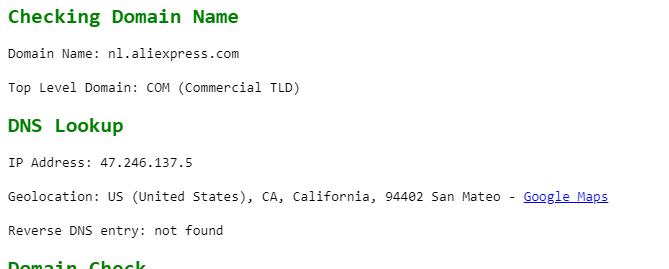 Checking Domain Name
Domain Name: nl.aliexpress.com
Top Level Domain: COM (Commercial TLD)
DNS Lookup
IP Address: 47.246.137.5
Geolocation: US (United States), CA, California, 94402 San Mateo - Google Maps
Reverse DNS entry: not found
Domain Check